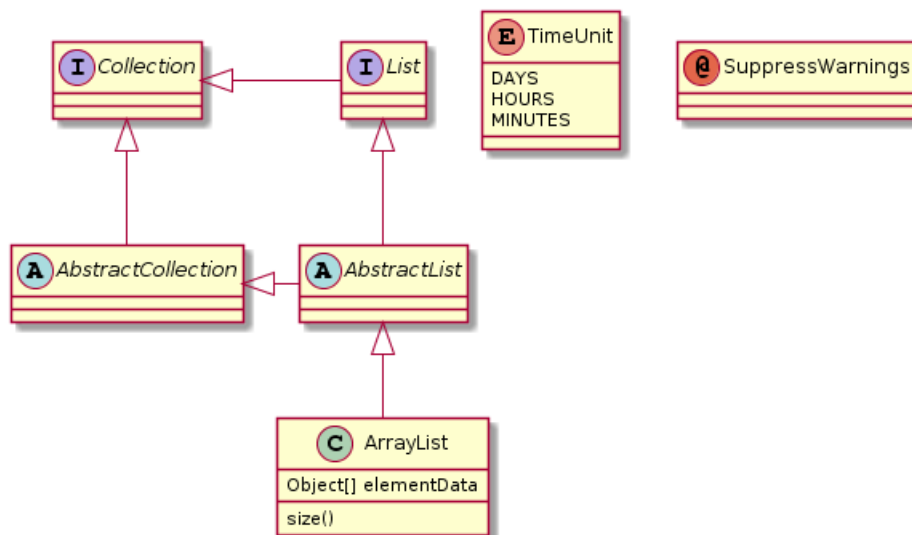 I Collection
I List
E TimeUnit
DAYS
HOURS
MINUTES
@ SuppressWarnings
A AbstractCollection
A AbstractList
C ArrayList
Object[] elementData
size()